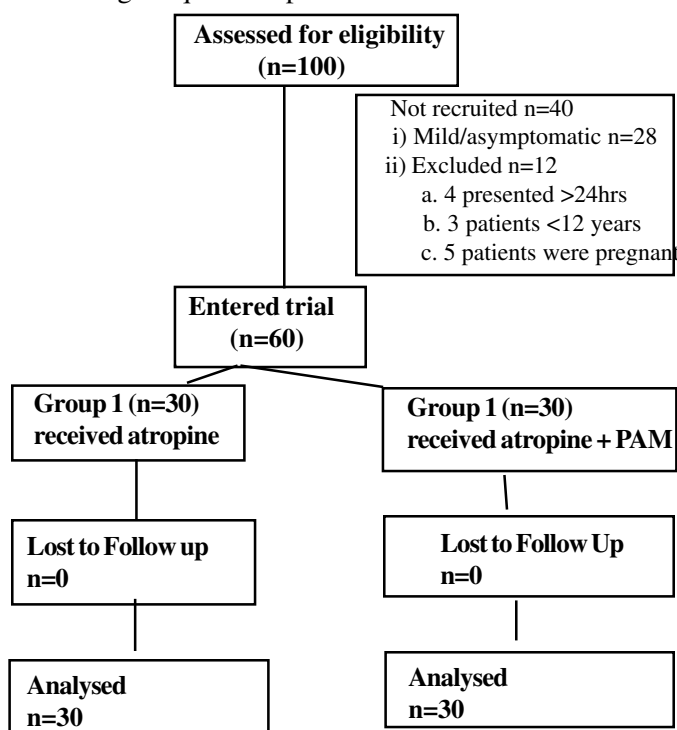 Assessed for eligibility
(n=100)
Not recruited n=40
i) Mild/asymptomatic n=28
ii) Excluded n=12
a. 4 presented >24hrs
b. 3 patients <12 years
c. 5 patients were pregnant
Entered trial
(n=60)
Group 1 (n=30)
received atropine
Group 1 (n=30)
received atropine + PAM
Lost to Follow up
n=0
Lost to Follow Up
n=0
Analysed
n=30
Analysed
n=30